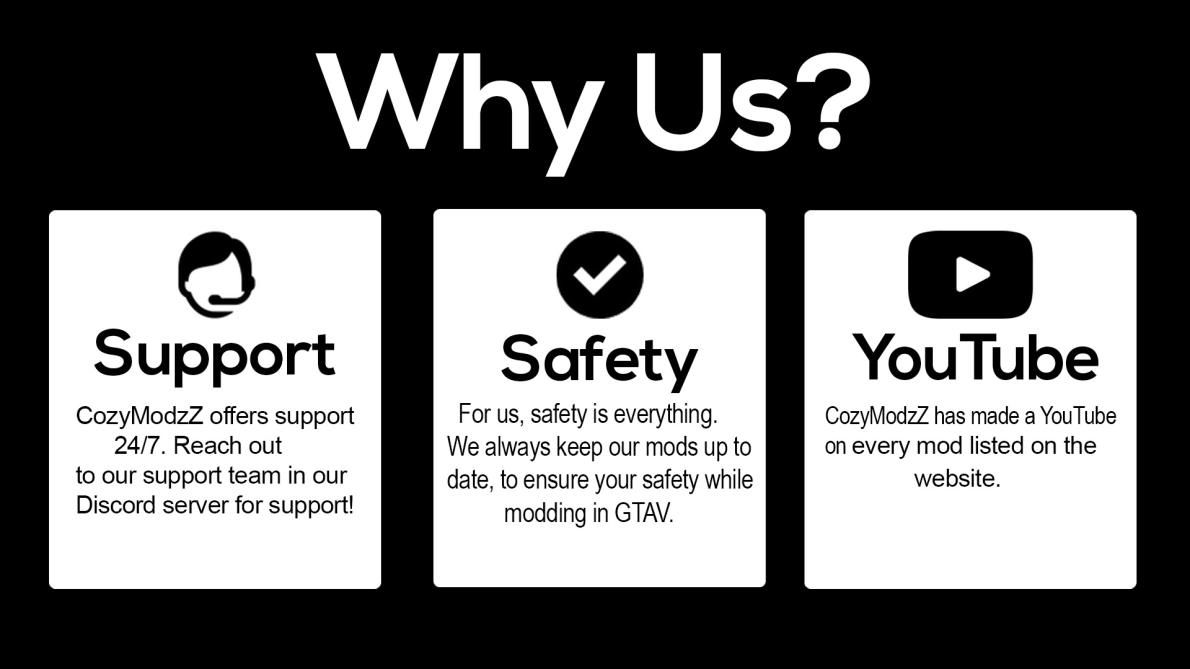 Why Us?
Support
CozyModzZ offers support
24/7. Reach out
to our support team in our
Discord server for support!
Safety
For us, safety is everything.
We always keep our mods up to
date, to ensure your safety while
modding in GTAV.
YouTube
CozyModzZ has made a YouTube
on every mod listed on the
website.